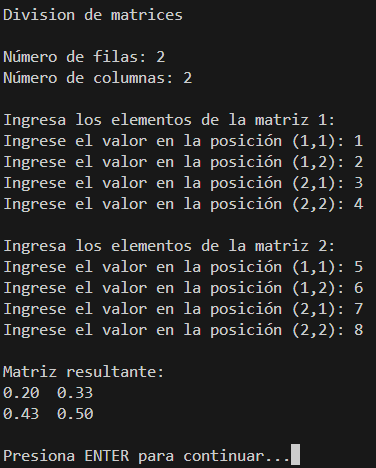 Division de matrices
Número de filas: 2
Número de columnas: 2
Ingresa los elementos de la matriz 1:
Ingrese el valor en la posición (1,1): 1
Ingrese el valor en la posición (1,2): 2
Ingrese el valor en la posición (2,1): 3
Ingrese el valor en la posición (2,2): 4
Ingresa los elementos de la matriz 2:
Ingrese el valor en la posición (1,1): 5
Ingrese el valor en la posición (1,2): 6
Ingrese el valor en la posición (2,1): 7
Ingrese el valor en la posición (2,2): 8
Matriz resultante:
0.20  0.33
0.43  0.50
Presiona ENTER para continuar...